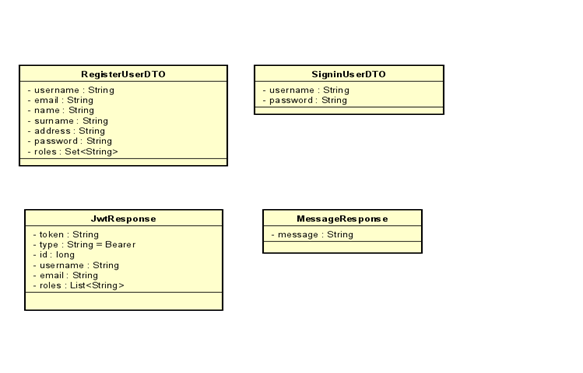 RegisterUserDTO
- username : String
- email : String
- name : String
- surname : String
- address : String
- password : String
- roles : Set<String>
SigninUserDTO
- username : String
- password : String
JwtResponse
- token : String
- type : String = Bearer
- id : long
- username : String
- email : String
- roles : List<String>
MessageResponse
- message : String